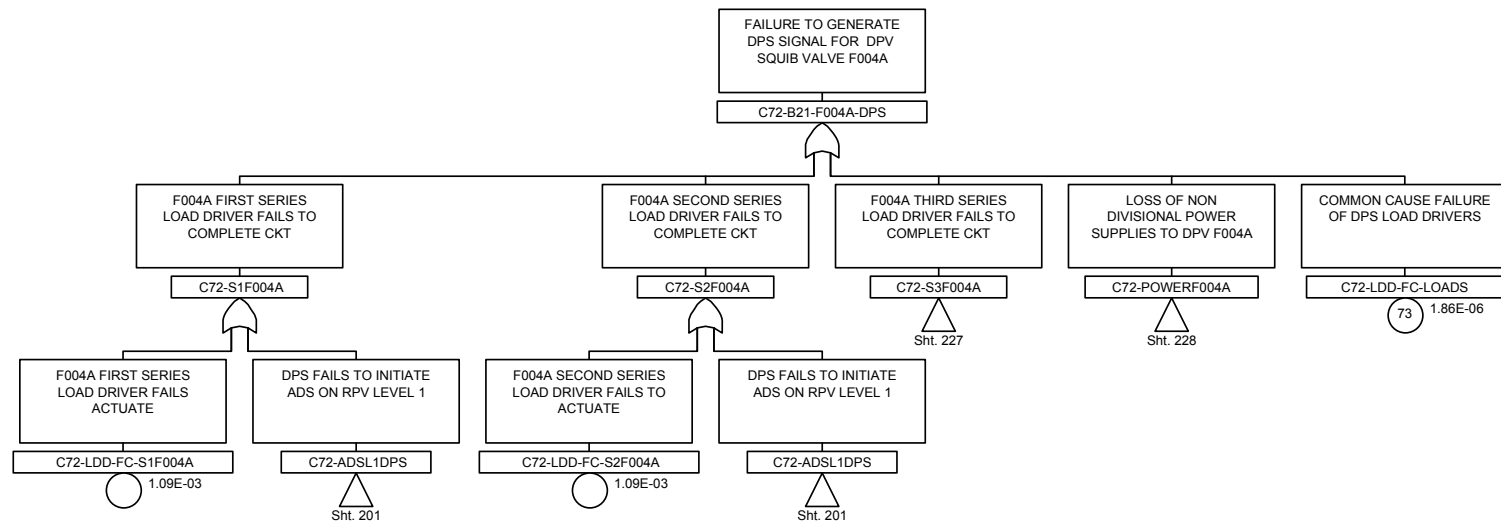 FAILURE TO GENERATE
DPS SIGNAL FOR DPV
SQUIB VALVE F004A
C72-B21-F004A-DPS
F004A FIRST SERIES
LOAD DRIVER FAILS TO
COMPLETE CKT
C72-S1F004A
F004A SECOND SERIES
LOAD DRIVER FAILS TO
COMPLETE CKT
C72-S2F004A
F004A THIRD SERIES
LOAD DRIVER FAILS TO
COMPLETE CKT
C72-S3F004A
Sht. 227
LOSS OF NON
DIVISIONAL POWER
SUPPLIES TO DPV F004A
C72-POWERF004A
Sht. 228
COMMON CAUSE FAILURE
OF DPS LOAD DRIVERS
C72-LDD-FC-LOADS
73 1.86E-06
F004A FIRST SERIES
LOAD DRIVER FAILS
ACTUATE
C72-LDD-FC-S1F004A
1.09E-03
DPS FAILS TO INITIATE
ADS ON RPV LEVEL 1
C72-ADSL1DPS
Sht. 201
F004A SECOND SERIES
LOAD DRIVER FAILS TO
ACTUATE
C72-LDD-FC-S2F004A
1.09E-03
DPS FAILS TO INITIATE
ADS ON RPV LEVEL 1
C72-ADSL1DPS
Sht. 201